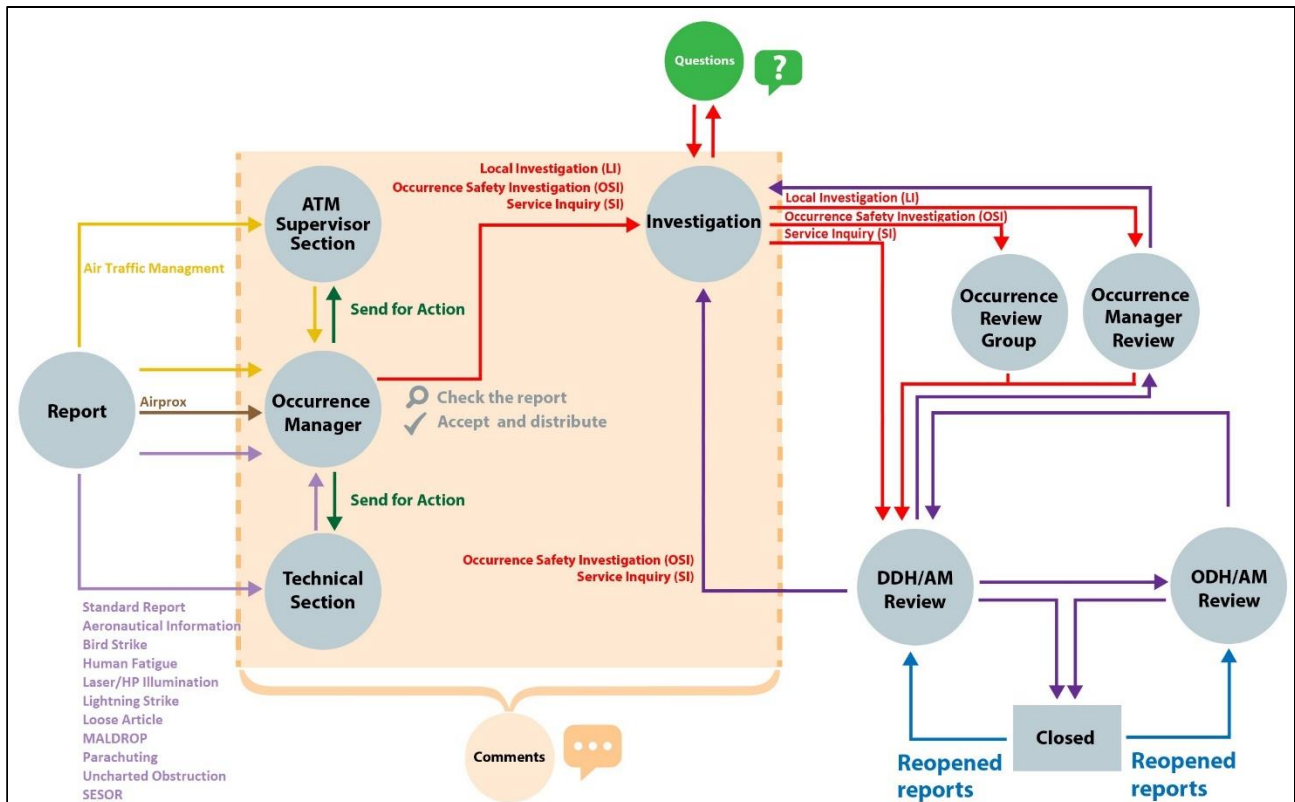 Questions
?
Local Investigation (LI)
Occurrence Safety Investigation (OSI)
Service Inquiry (SI)
ATM
Supervisor
Section
Investigation
Local Investigation (LI)
Occurrence Safety Investigation (OSI)
Service Inquiry (SI)
Air Traffic Managment
Send for Action
Occurrence
Review
Group
Occurrence
Manager
Review
Report
Airprox
Occurrence
Manager
Check the report
Accept and distribute
Send for Action
Technical
Section
Occurrence Safety Investigation (OSI)
Service Inquiry (SI)
DDH/AM
Review
ODH/AM
Review
Standard Report
Aeronautical Information
Bird Strike
Human Fatigue
Laser/HP Illumination
Lightning Strike
Loose Article
MALDROP
Parachuting
Uncharted Obstruction
SESOR
Comments
Closed
Reopened
reports
Reopened
reports